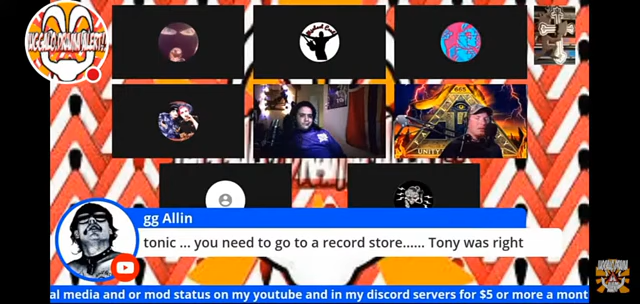 JUGGALO DRAMA ALERT!
665
UNITY
gg Allin
tonic ... you need to go to a record store...... Tony was right
al media and or mod status on my youtube and in my discord servers for $5 or more a mont